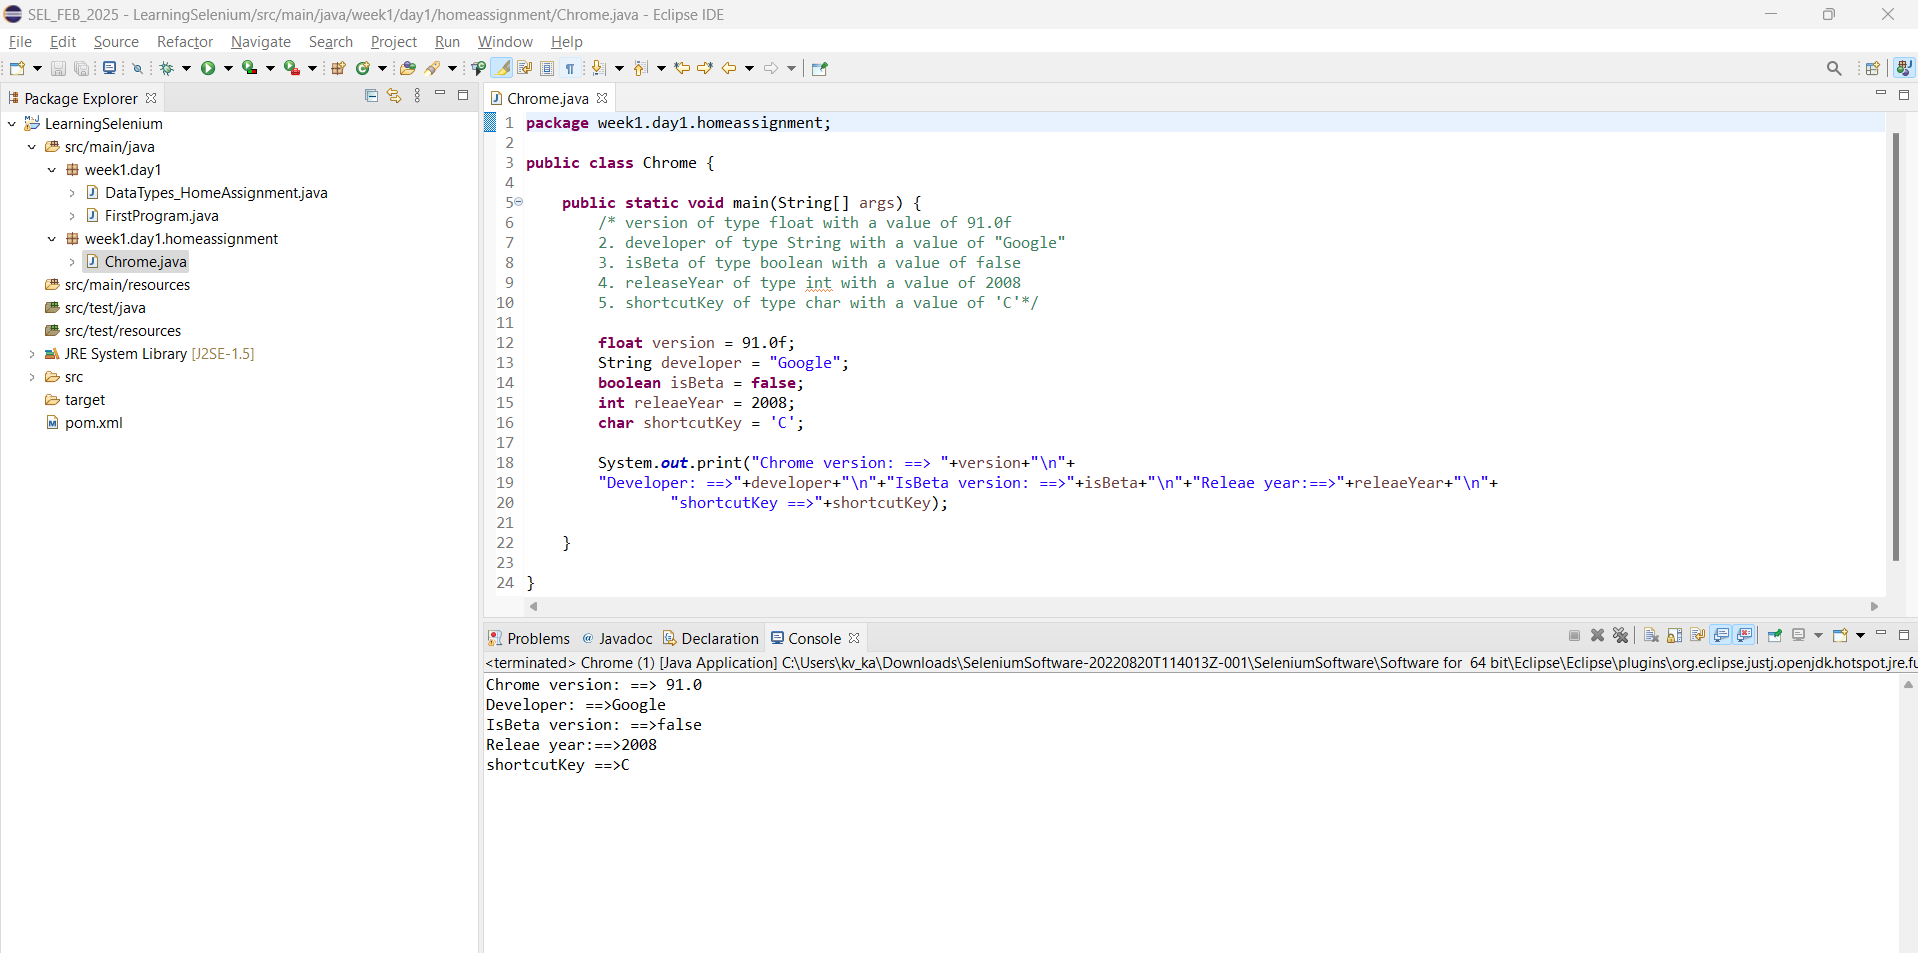 SEL_FEB_2025 - LearningSelenium/src/main/java/week1/day1/homeassignment/Chrome.java - Eclipse IDE
File Edit Source Refactor Navigate Search Project Run Window Help
Package Explorer
LearningSelenium
src/main/java
week1.day1
DataTypes_HomeAssignment.java
FirstProgram.java
week1.day1.homeassignment
Chrome.java
src/main/resources
src/test/java
src/test/resources
JRE System Library [J2SE-1.5]
src
target
pom.xml
Chrome.java
1 package week1.day1.homeassignment;
2
3 public class Chrome {
4
5 public static void main(String[] args) {
6 /* version of type float with a value of 91.0f
7 2. developer of type String with a value of "Google"
8 3. isBeta of type boolean with a value of false
9 4. releaseYear of type int with a value of 2008
10 5. shortcutKey of type char with a value of 'C'*/
11
12 float version = 91.0f;
13 String developer = "Google";
14 boolean isBeta = false;
15 int releaeYear = 2008;
16 char shortcutKey = 'C';
17
18 System.out.print("Chrome version: ==> "+version+"\n"+
19 "Developer: ==>"+developer+"\n"+"IsBeta version: ==>"+isBeta+"\n"+"Releae year:==>"+releaeYear+"\n"+
20 "shortcutKey ==>"+shortcutKey);
21
22 }
23
24 }
Problems @ Javadoc Declaration Console
<terminated> Chrome (1) [Java Application] C:\Users\kv_ka\Downloads\SeleniumSoftware-20220820T114013Z-001\SeleniumSoftware\Software for 64 bit\Eclipse\Eclipse\plugins\org.eclipse.justj.openjdk.hotspot.jre.fu
Chrome version: ==> 91.0
Developer: ==>Google
IsBeta version: ==>false
Releae year:==>2008
shortcutKey ==>C